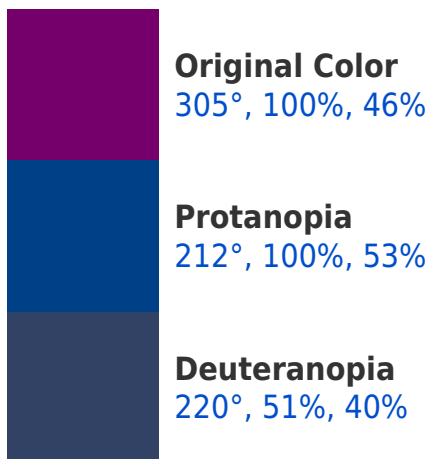 Original Color
305°, 100%, 46%
Protanopia
212°, 100%, 53%
Deuteranopia
220°, 51%, 40%